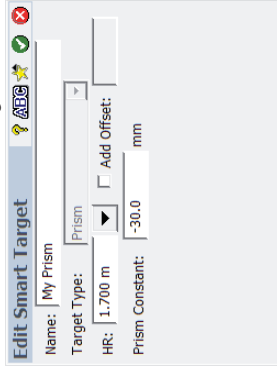 Edit Smart Target ? ABC
Name: My Prism
Target Type: Prism
HR: 1.700 m Add Offset:
Prism Constant: -30.0 mm